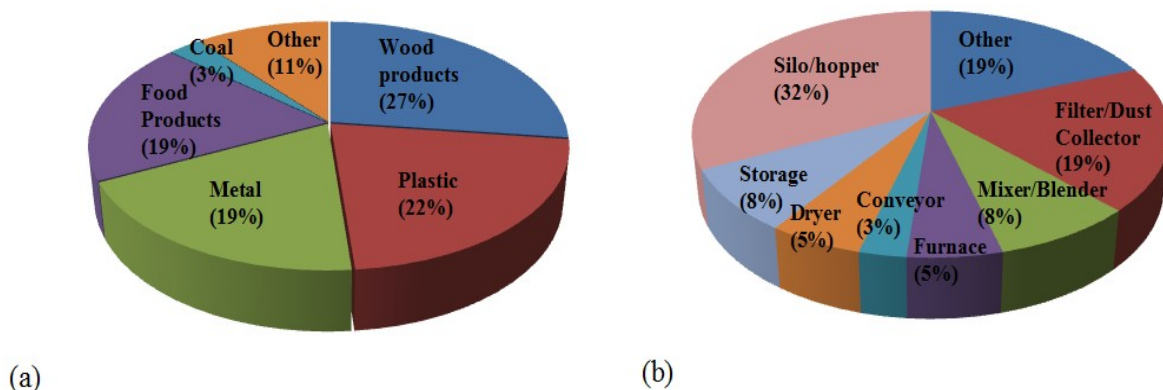 Other
(11%)
Coal
(3%)
Wood
products
(27%)
Food
Products
(19%)
Metal
(19%)
Plastic
(22%)
(a)
Other
(19%)
Silo/hopper
(32%)
Filter/Dust
Collector
(19%)
Storage
(8%)
Mixer/Blender
(8%)
Dryer
(5%)
Conveyor
(3%)
Furnace
(5%)
(b)